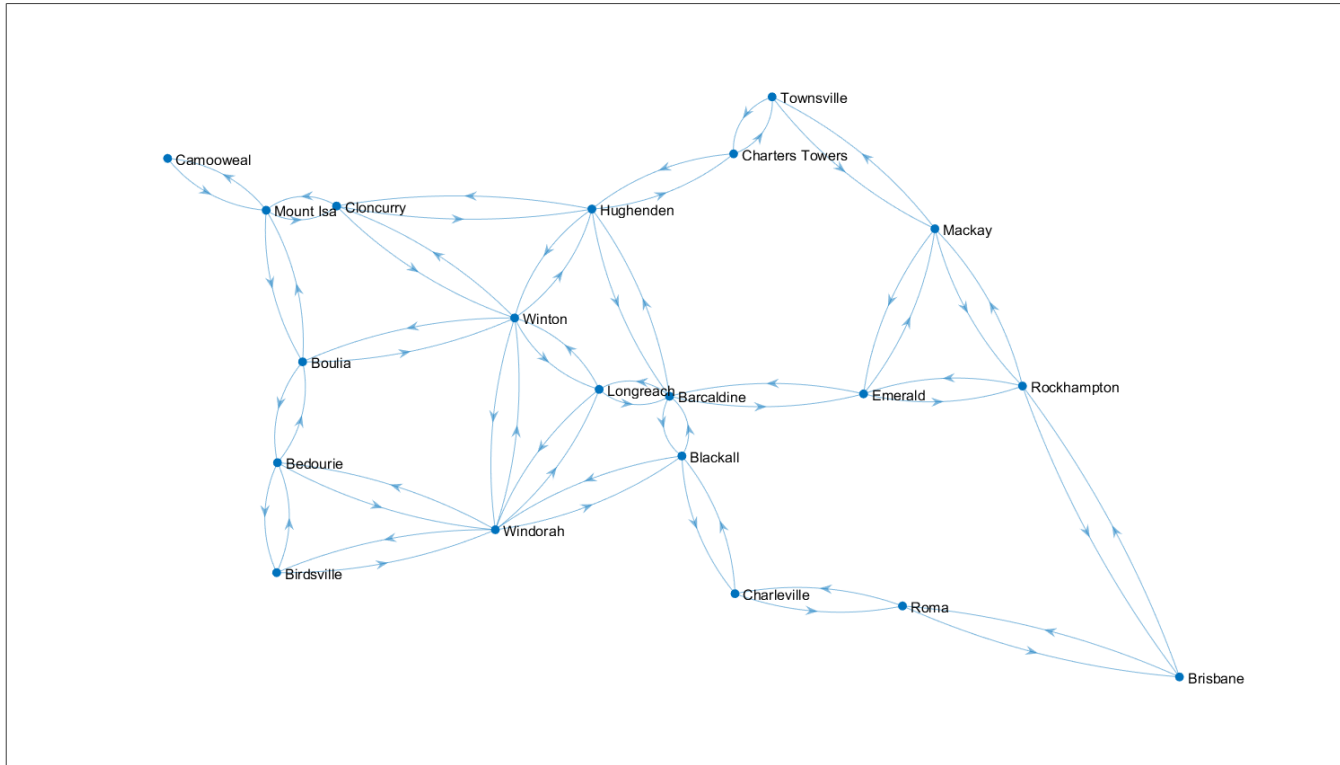 Townsville
Camooweal
Charters Towers
Mount Isa
Cloncurry
Hughenden
Mackay
Winton
Boulia
Longreach
Barcaldine
Emerald
Rockhampton
Blackall
Bedourie
Windorah
Birdsville
Charleville
Roma
Brisbane